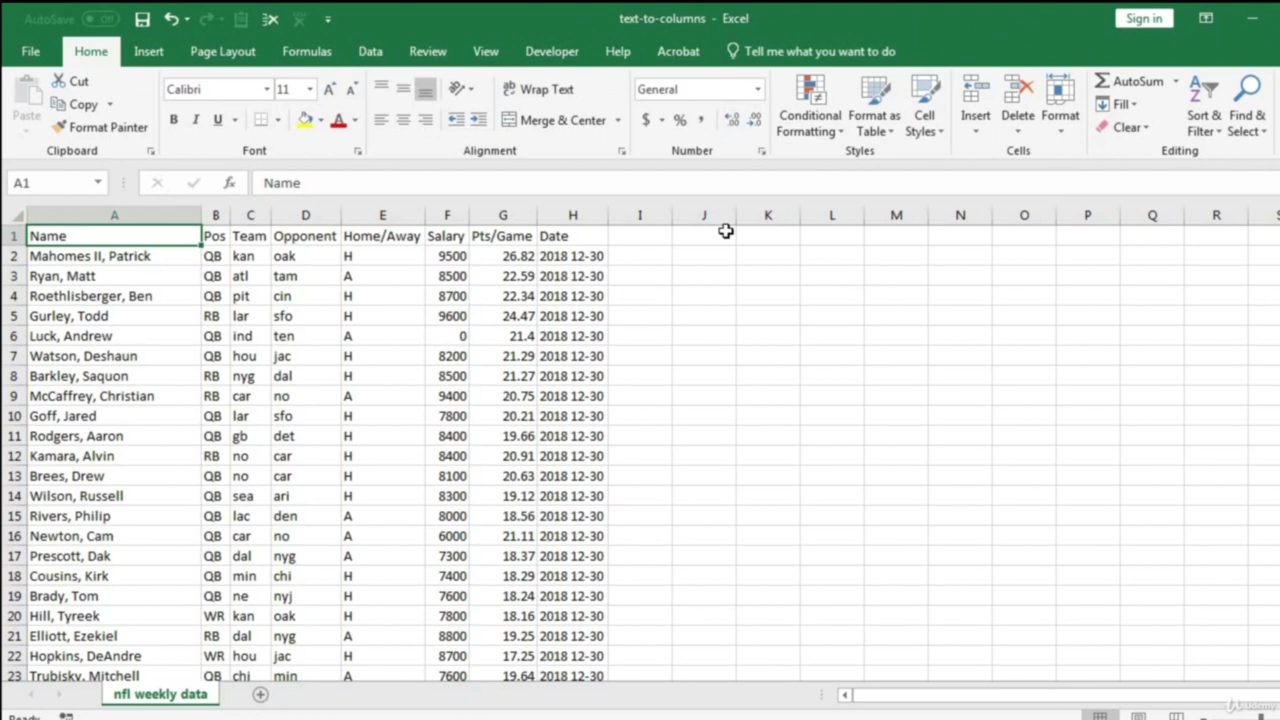 AutoSave Off text-to-columns - Excel Sign in
File Home Insert Page Layout Formulas Data Review View Developer Help Acrobat Tell me what you want to do
Paste Cut Copy Format Painter
Calibri 11 B I U
Wrap Text Merge & Center
General $ % ,
Conditional Formatting Format as Table Cell Styles
Insert Delete Format
AutoSum Fill Clear Sort & Filter Find & Select
Clipboard Font Alignment Number Styles Cells Editing
A1 fx Name
A B C D E F G H I J K L M N O P Q R S
1 Name Pos Team Opponent Home/Away Salary Pts/Game Date
2 Mahomes II, Patrick QB kan oak H 9500 26.82 2018 12-30
3 Ryan, Matt QB atl tam A 8500 22.59 2018 12-30
4 Roethlisberger, Ben QB pit cin H 8700 22.34 2018 12-30
5 Gurley, Todd RB lar sfo H 9600 24.47 2018 12-30
6 Luck, Andrew QB ind ten A 0 21.4 2018 12-30
7 Watson, Deshaun QB hou jac H 8200 21.29 2018 12-30
8 Barkley, Saquon RB nyg dal H 8500 21.27 2018 12-30
9 McCaffrey, Christian RB car no A 9400 20.75 2018 12-30
10 Goff, Jared QB lar sfo H 7800 20.21 2018 12-30
11 Rodgers, Aaron QB gb det H 8400 19.66 2018 12-30
12 Kamara, Alvin RB no car H 8400 20.91 2018 12-30
13 Brees, Drew QB no car H 8100 20.63 2018 12-30
14 Wilson, Russell QB sea ari H 8300 19.12 2018 12-30
15 Rivers, Philip QB lac den A 8000 18.56 2018 12-30
16 Newton, Cam QB car no A 6000 21.11 2018 12-30
17 Prescott, Dak QB dal nyg A 7300 18.37 2018 12-30
18 Cousins, Kirk QB min chi H 7400 18.29 2018 12-30
19 Brady, Tom QB ne nyj H 7600 18.24 2018 12-30
20 Hill, Tyreek WR kan oak H 7800 18.16 2018 12-30
21 Elliott, Ezekiel RB dal nyg A 8800 19.25 2018 12-30
22 Hopkins, DeAndre WR hou jac H 8700 17.25 2018 12-30
23 Trubisky, Mitchell QB chi min A 7600 19.64 2018 12-30
nfl weekly data
Ready
Udemy